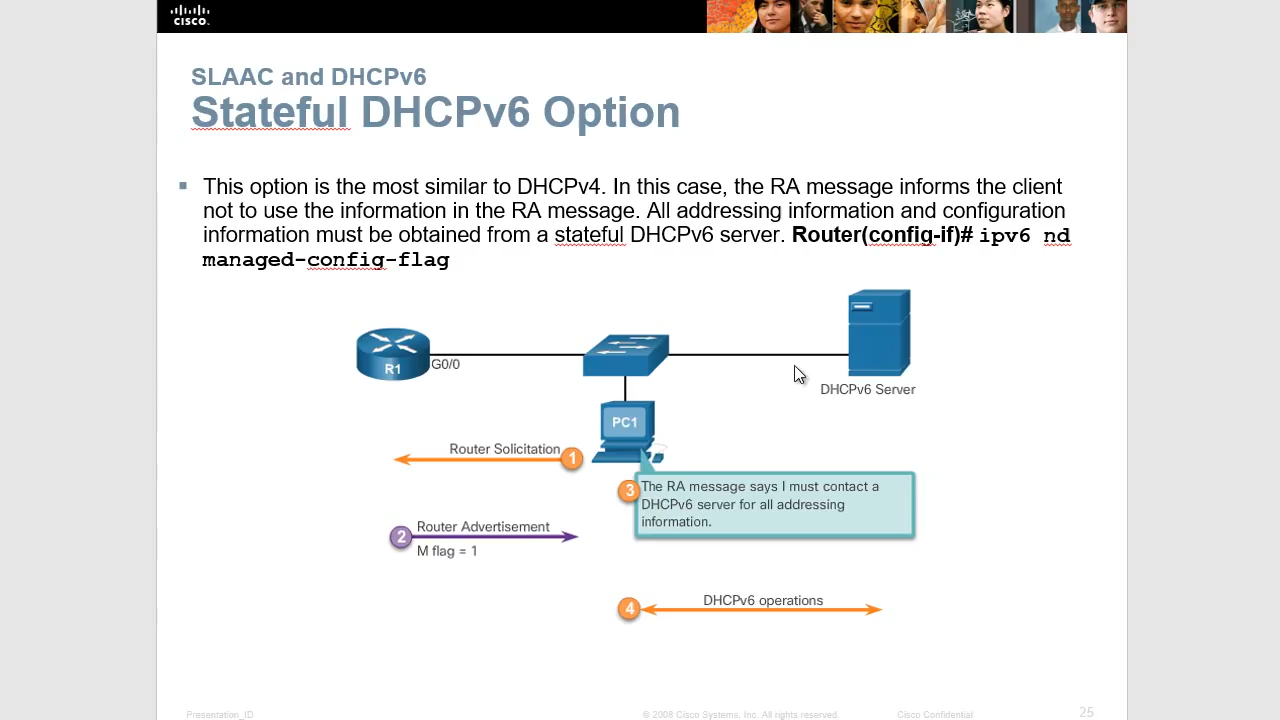 CISCO
SLAAC and DHCPv6
Stateful DHCPv6 Option
This option is the most similar to DHCPv4. In this case, the RA message informs the client
not to use the information in the RA message. All addressing information and configuration
information must be obtained from a stateful DHCPv6 server. Router(config-if)# ipv6 nd
managed-config-flag
R1
G0/0
DHCPv6 Server
PC1
Router Solicitation
1
3
The RA message says I must contact a
DHCPv6 server for all addressing
information.
2
Router Advertisement
M flag = 1
4
DHCPv6 operations
Presentation_ID
© 2008 Cisco Systems, Inc. All rights reserved.
Cisco Confidential
25